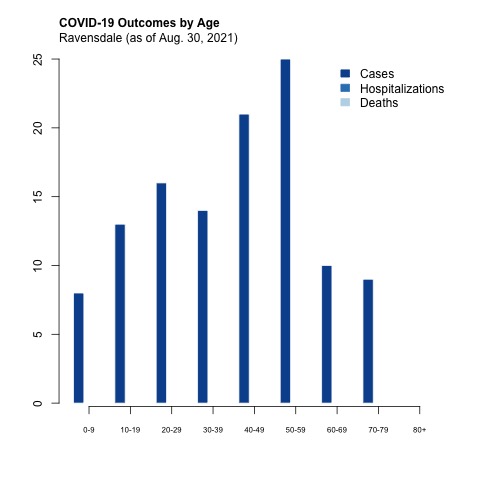 COVID-19 Outcomes by Age
Ravensdale (as of Aug. 30, 2021)
Cases
Hospitalizations
Deaths
25
20
15
10
5
0
0-9 10-19 20-29 30-39 40-49 50-59 60-69 70-79 80+